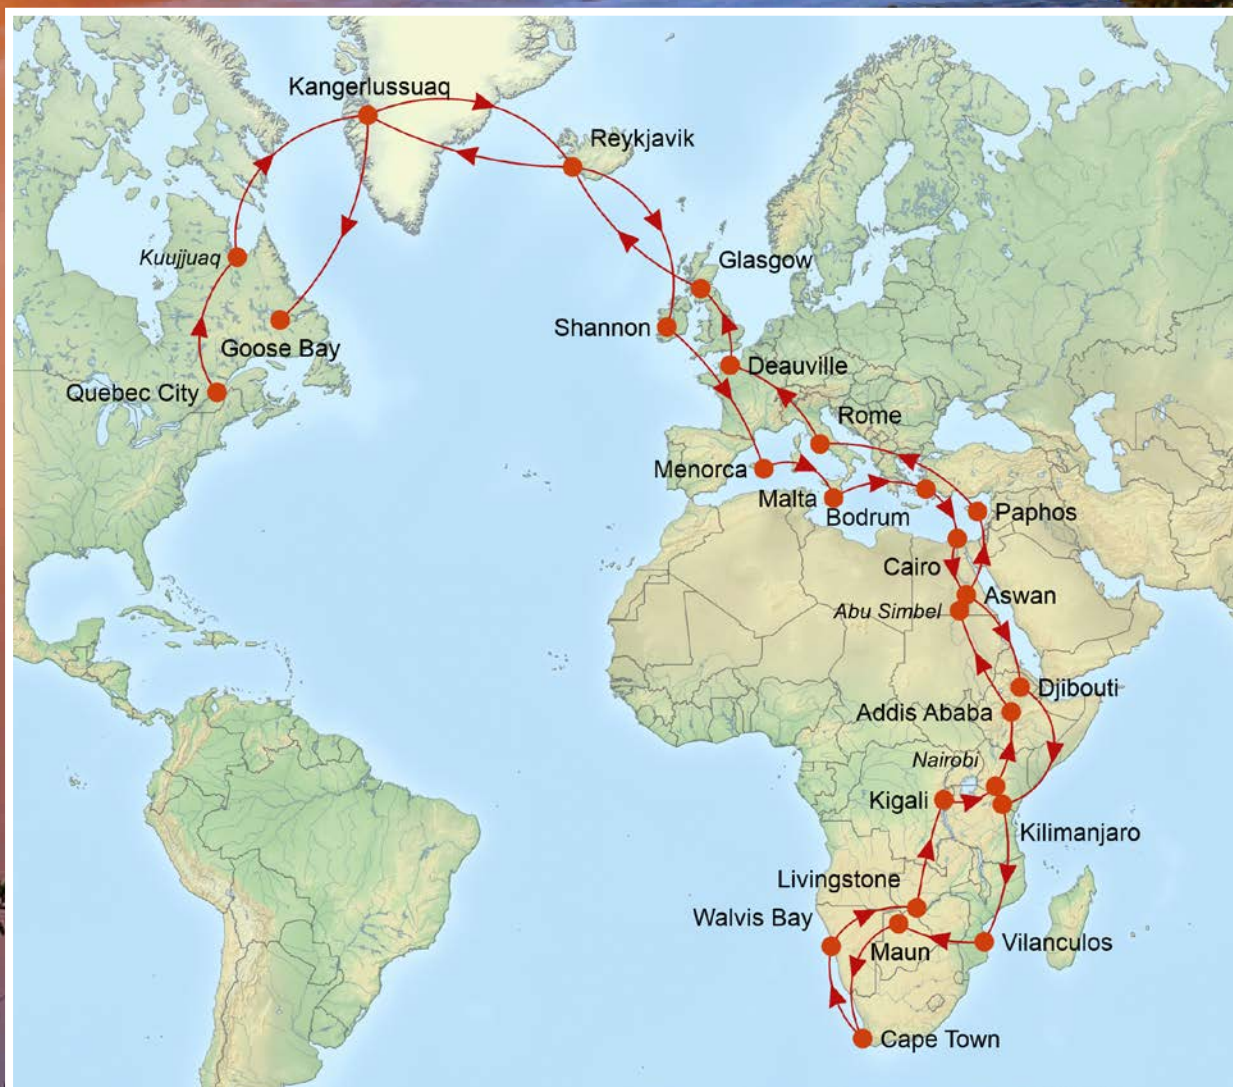 Kangerlussuaq
Reykjavik
Kuujjuaq
Glasgow
Shannon
Goose Bay
Deauville
Quebec City
Rome
Menorca
Malta
Bodrum
Paphos
Cairo
Aswan
Abu Simbel
Djibouti
Addis Ababa
Nairobi
Kigali
Kilimanjaro
Livingstone
Walvis Bay
Maun
Vilanculos
Cape Town